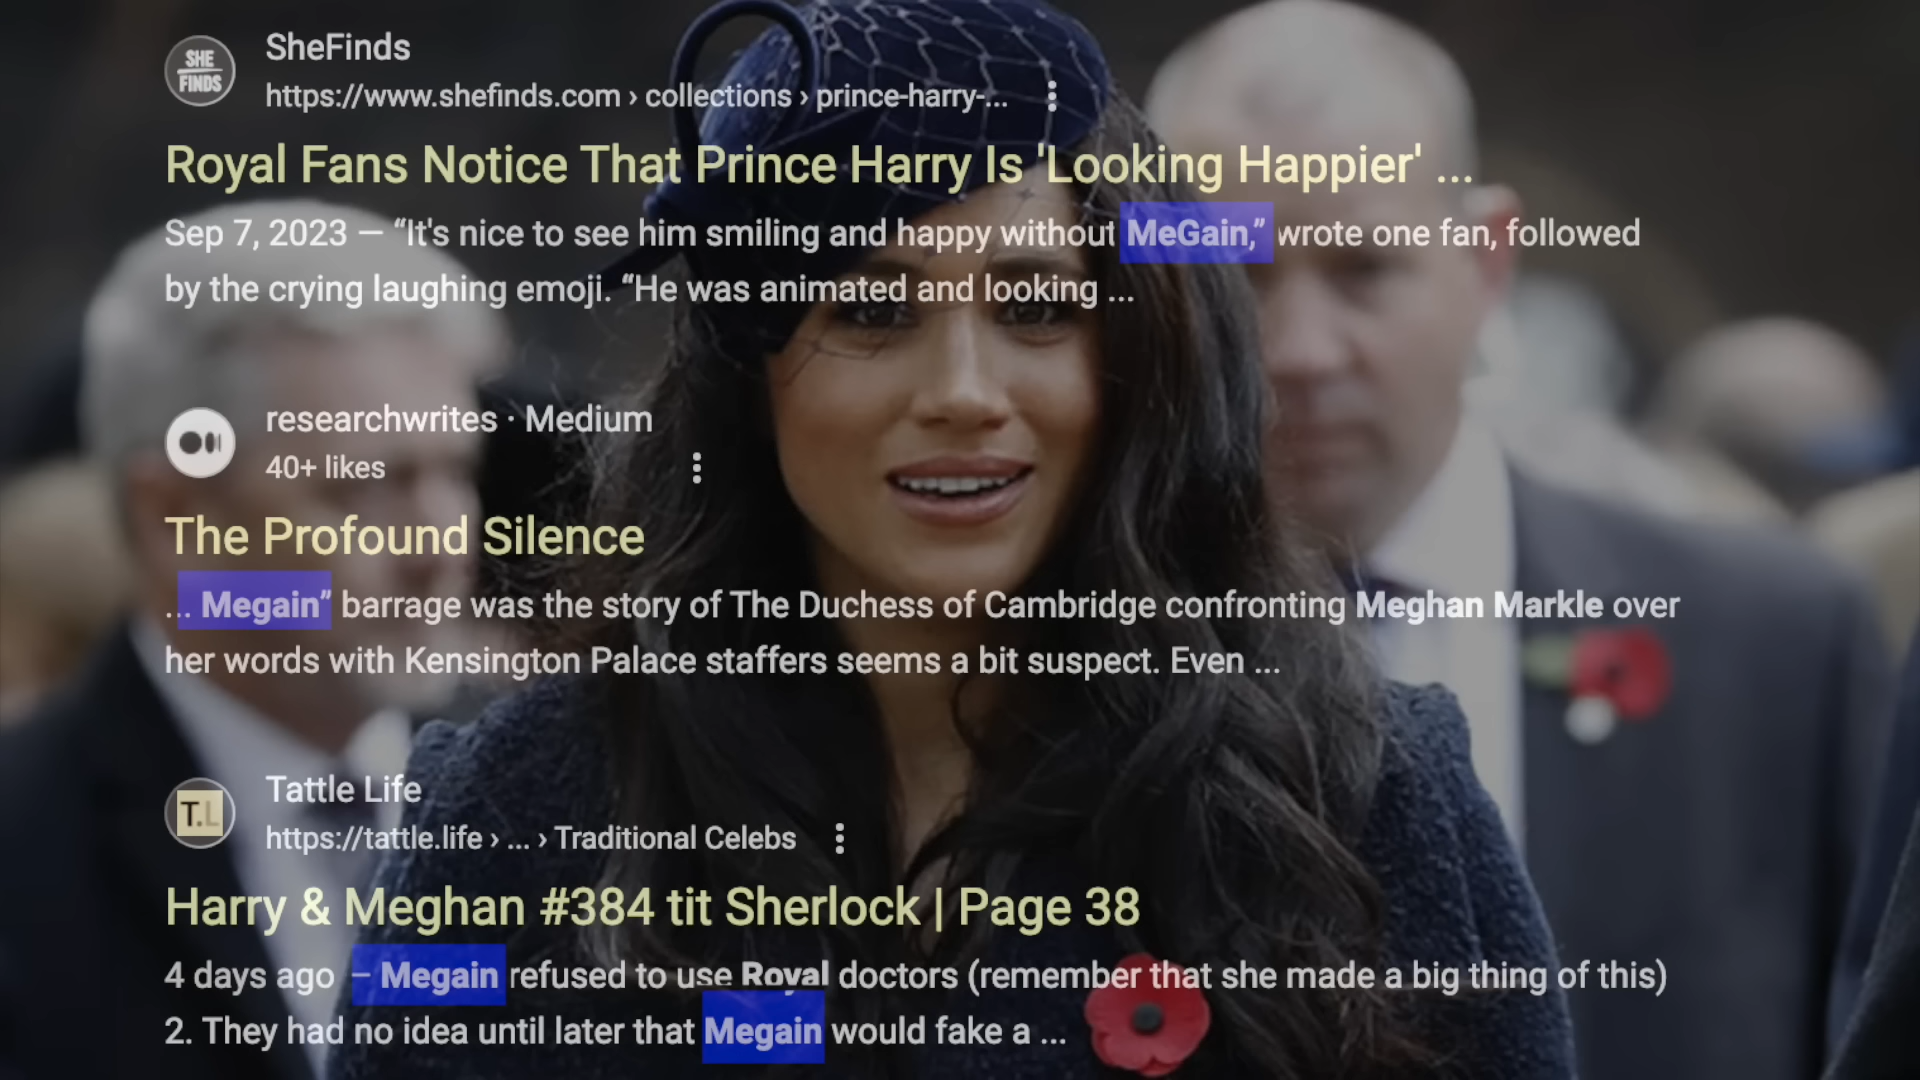 SHE
FINDS
SheFinds
https://www.shefinds.com › collections › prince-harry-...
Royal Fans Notice That Prince Harry Is 'Looking Happier' ...
Sep 7, 2023 — “It's nice to see him smiling and happy without MeGain,” wrote one fan, followed
by the crying laughing emoji. “He was animated and looking ...
researchwrites · Medium
40+ likes
The Profound Silence
... Megain” barrage was the story of The Duchess of Cambridge confronting Meghan Markle over
her words with Kensington Palace staffers seems a bit suspect. Even ...
T.L
Tattle Life
https://tattle.life › ... › Traditional Celebs
Harry & Meghan #384 tit Sherlock | Page 38
4 days ago — Megain refused to use Royal doctors (remember that she made a big thing of this)
2. They had no idea until later that Megain would fake a ...